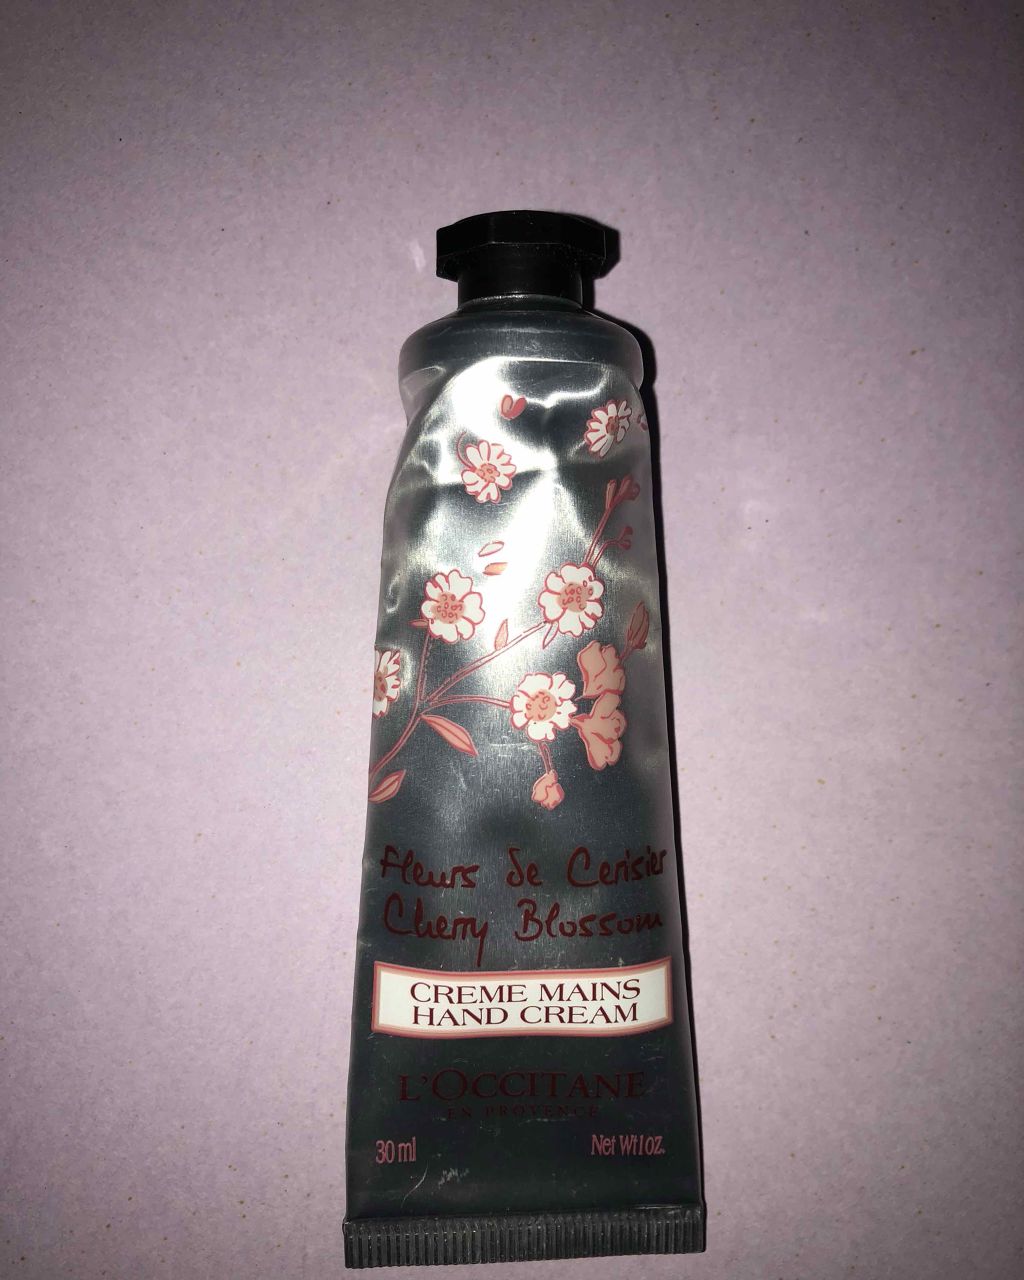 Fleurs de Cerisier
Cherry Blossom
CREME MAINS
HAND CREAM
L'OCCITANE
EN PROVENCE
30 ml
Net Wt 1 oz.